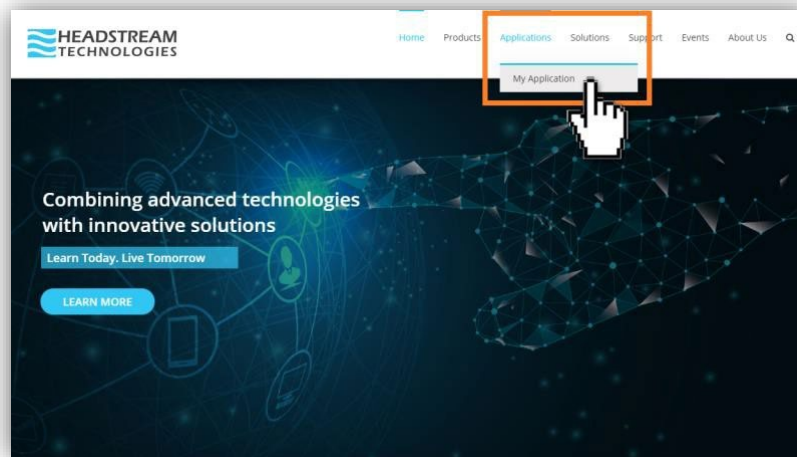 HEADSTREAM
TECHNOLOGIES
Home Products Applications Solutions Support Events About Us
My Application
Combining advanced technologies
with innovative solutions
Learn Today. Live Tomorrow
LEARN MORE